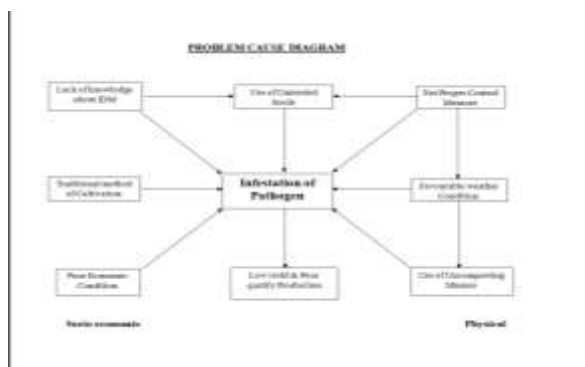 PROBLEM CAUSE DIAGRAM
Lack of knowledge
about IDM
Use of Untreated
Seeds
Not Proper Control
Measure
Traditional method
of Cultivation
Infestation of
Pathogen
Favourable weather
Condition
Poor Economic
Condition
Low yield & Poor
quality Production
Use of
Manure
Socio economic
Physical